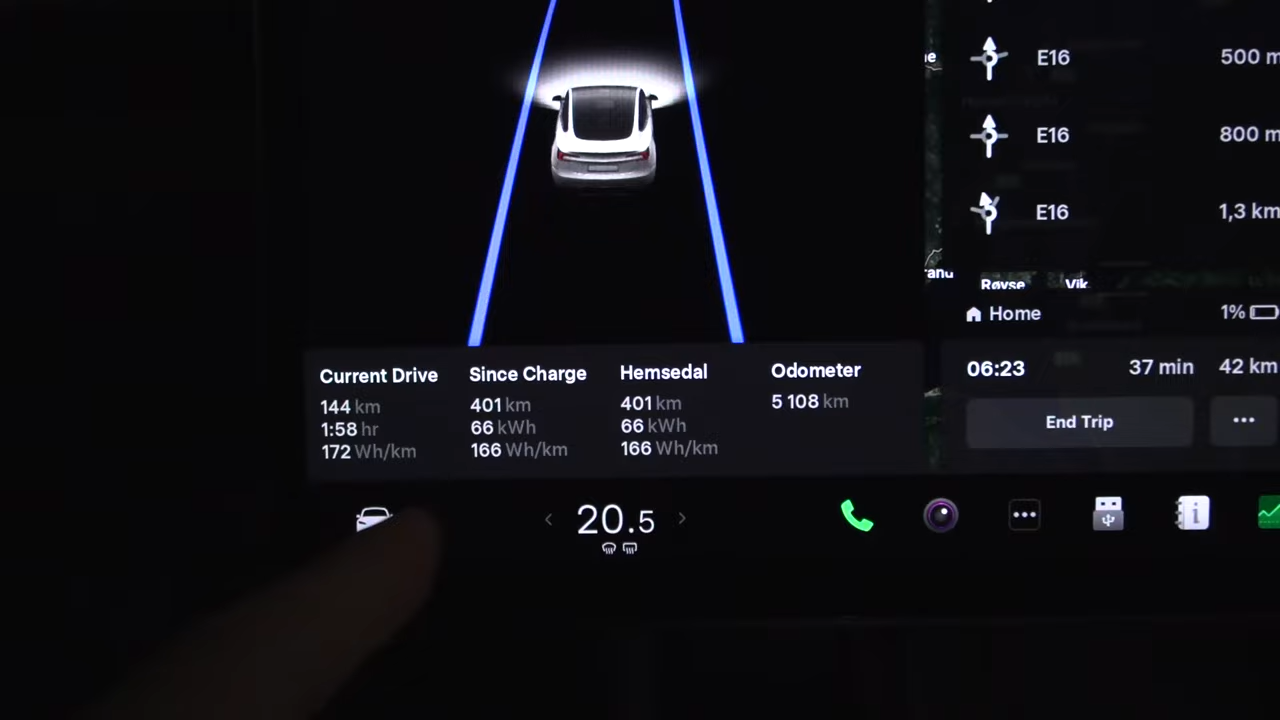 E16 500 m
E16 800 m
E16 1,3 km
Røyse Vik
Home 1%
06:23 37 min 42 km
End Trip
Current Drive
144 km
1:58 hr
172 Wh/km
Since Charge
401 km
66 kWh
166 Wh/km
Hemsedal
401 km
66 kWh
166 Wh/km
Odometer
5 108 km
20.5